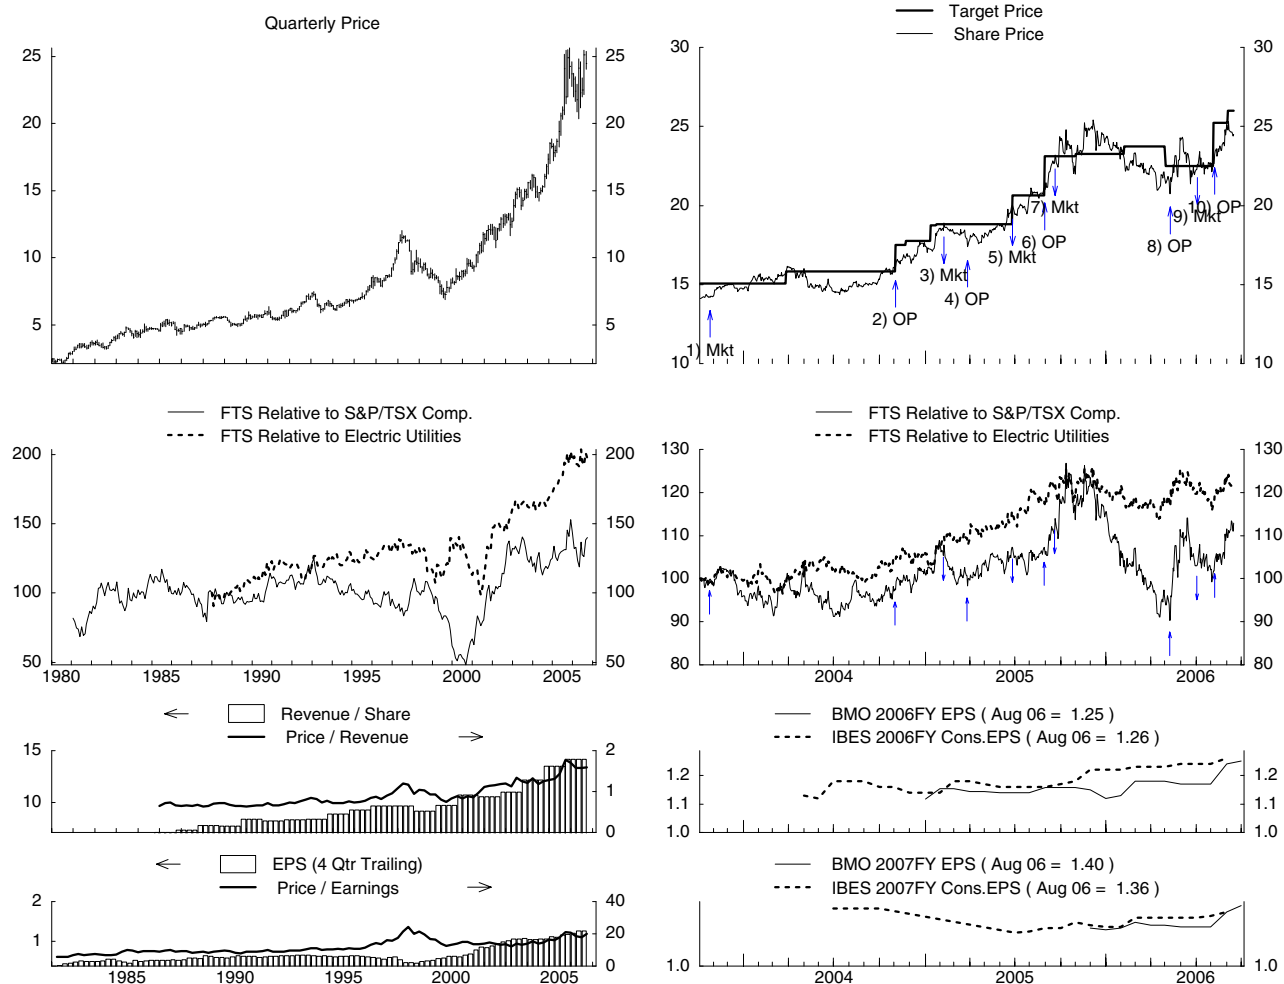 Quarterly Price
25 25
20 20
15 15
10 10
5 5
Target Price
Share Price
30 30
25 25
20 20
15 15
10 10
1) Mkt
2) OP
3) Mkt
4) OP
5) Mkt
6) OP
7) Mkt
8) OP
9) Mkt
10) OP
FTS Relative to S&P/TSX Comp.
FTS Relative to Electric Utilities
200 200
150 150
100 100
50 50
1980 1985 1990 1995 2000 2005
FTS Relative to S&P/TSX Comp.
FTS Relative to Electric Utilities
130 130
120 120
110 110
100 100
90 90
80 80
2004 2005 2006
Revenue / Share
Price / Revenue
15 2
10 1
0
BMO 2006FY EPS ( Aug 06 = 1.25 )
IBES 2006FY Cons.EPS ( Aug 06 = 1.26 )
1.2 1.2
1.1 1.1
1.0 1.0
EPS (4 Qtr Trailing)
Price / Earnings
2 40
1 20
0
1985 1990 1995 2000 2005
BMO 2007FY EPS ( Aug 06 = 1.40 )
IBES 2007FY Cons.EPS ( Aug 06 = 1.36 )
1.0 1.0
2004 2005 2006